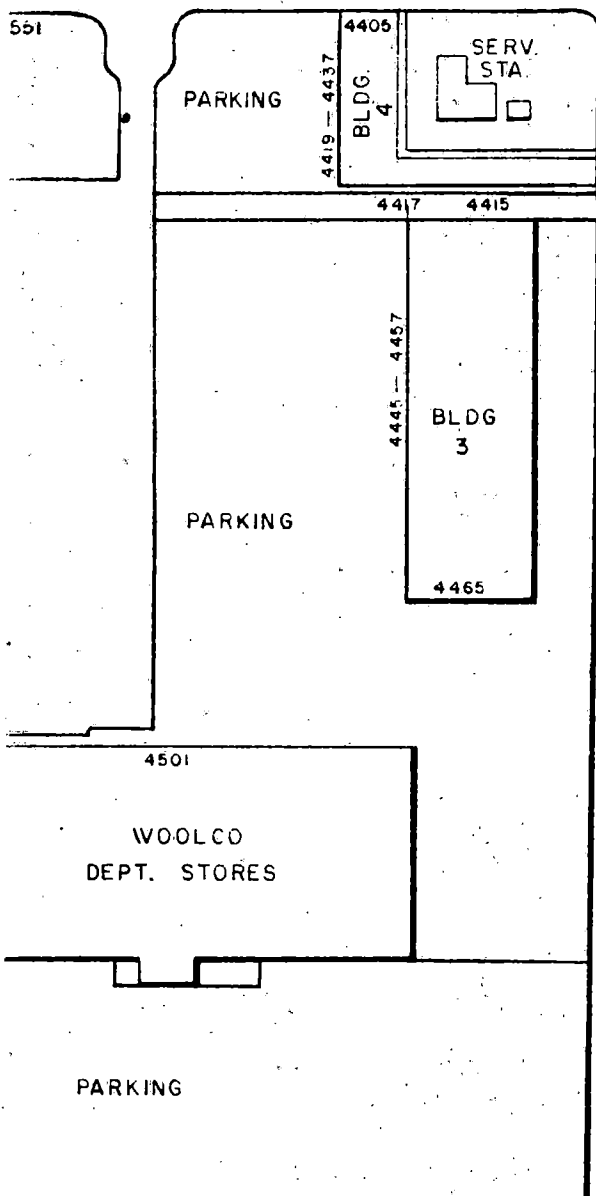 551
4405
SERV.
STA.
PARKING
4419 – 4437
BLDG.
4
4417
4415
4445 – 4457
BLDG
3
PARKING
4465
4501
WOOLCO
DEPT. STORES
PARKING